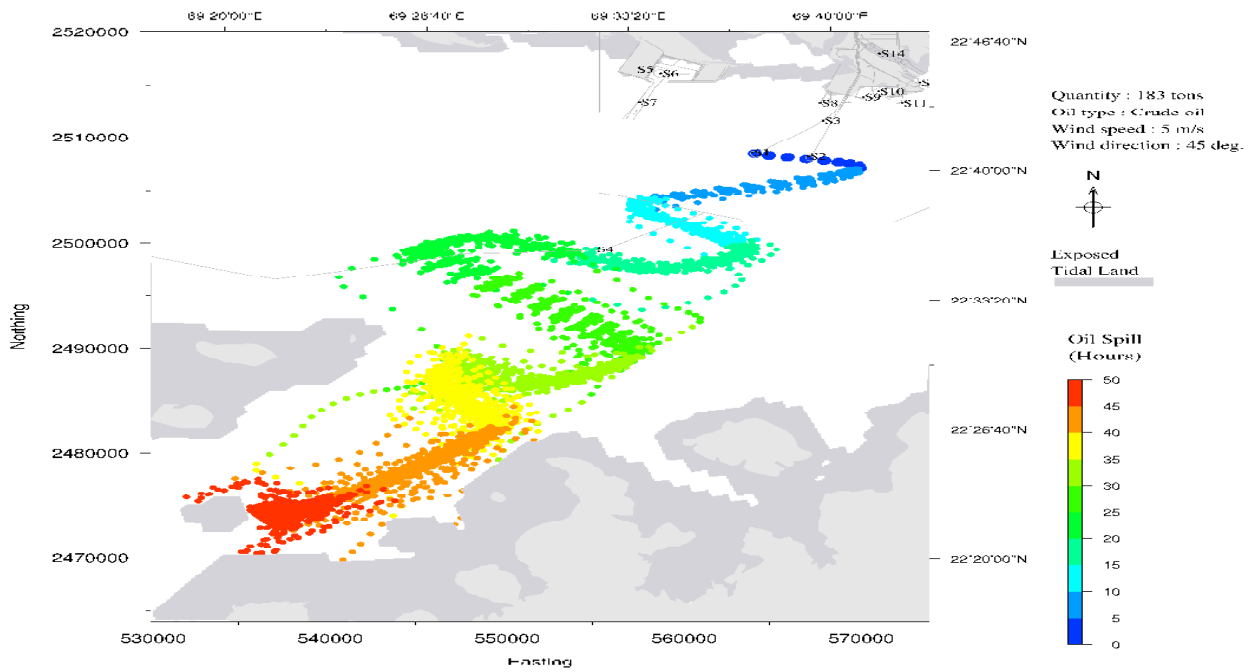 69°20'00"E 69°26'40"E 69°33'20"E 69°40'00"E
2520000
22°46'40"N
S14
S5
S6
S10
S9
S7
S8
S11
S3
Quantity : 183 tons
Oil type : Crude oil
Wind speed : 5 m/s
Wind direction : 45 deg.
2510000
S1
S2
22°40'00"N
N
2500000
S4
Exposed
Tidal Land
22°33'20"N
Northing
2490000
Oil Spill
(Hours)
50
45
40
35
30
25
20
15
10
5
0
22°26'40"N
2480000
2470000
22°20'00"N
530000 540000 550000 560000 570000
Easting